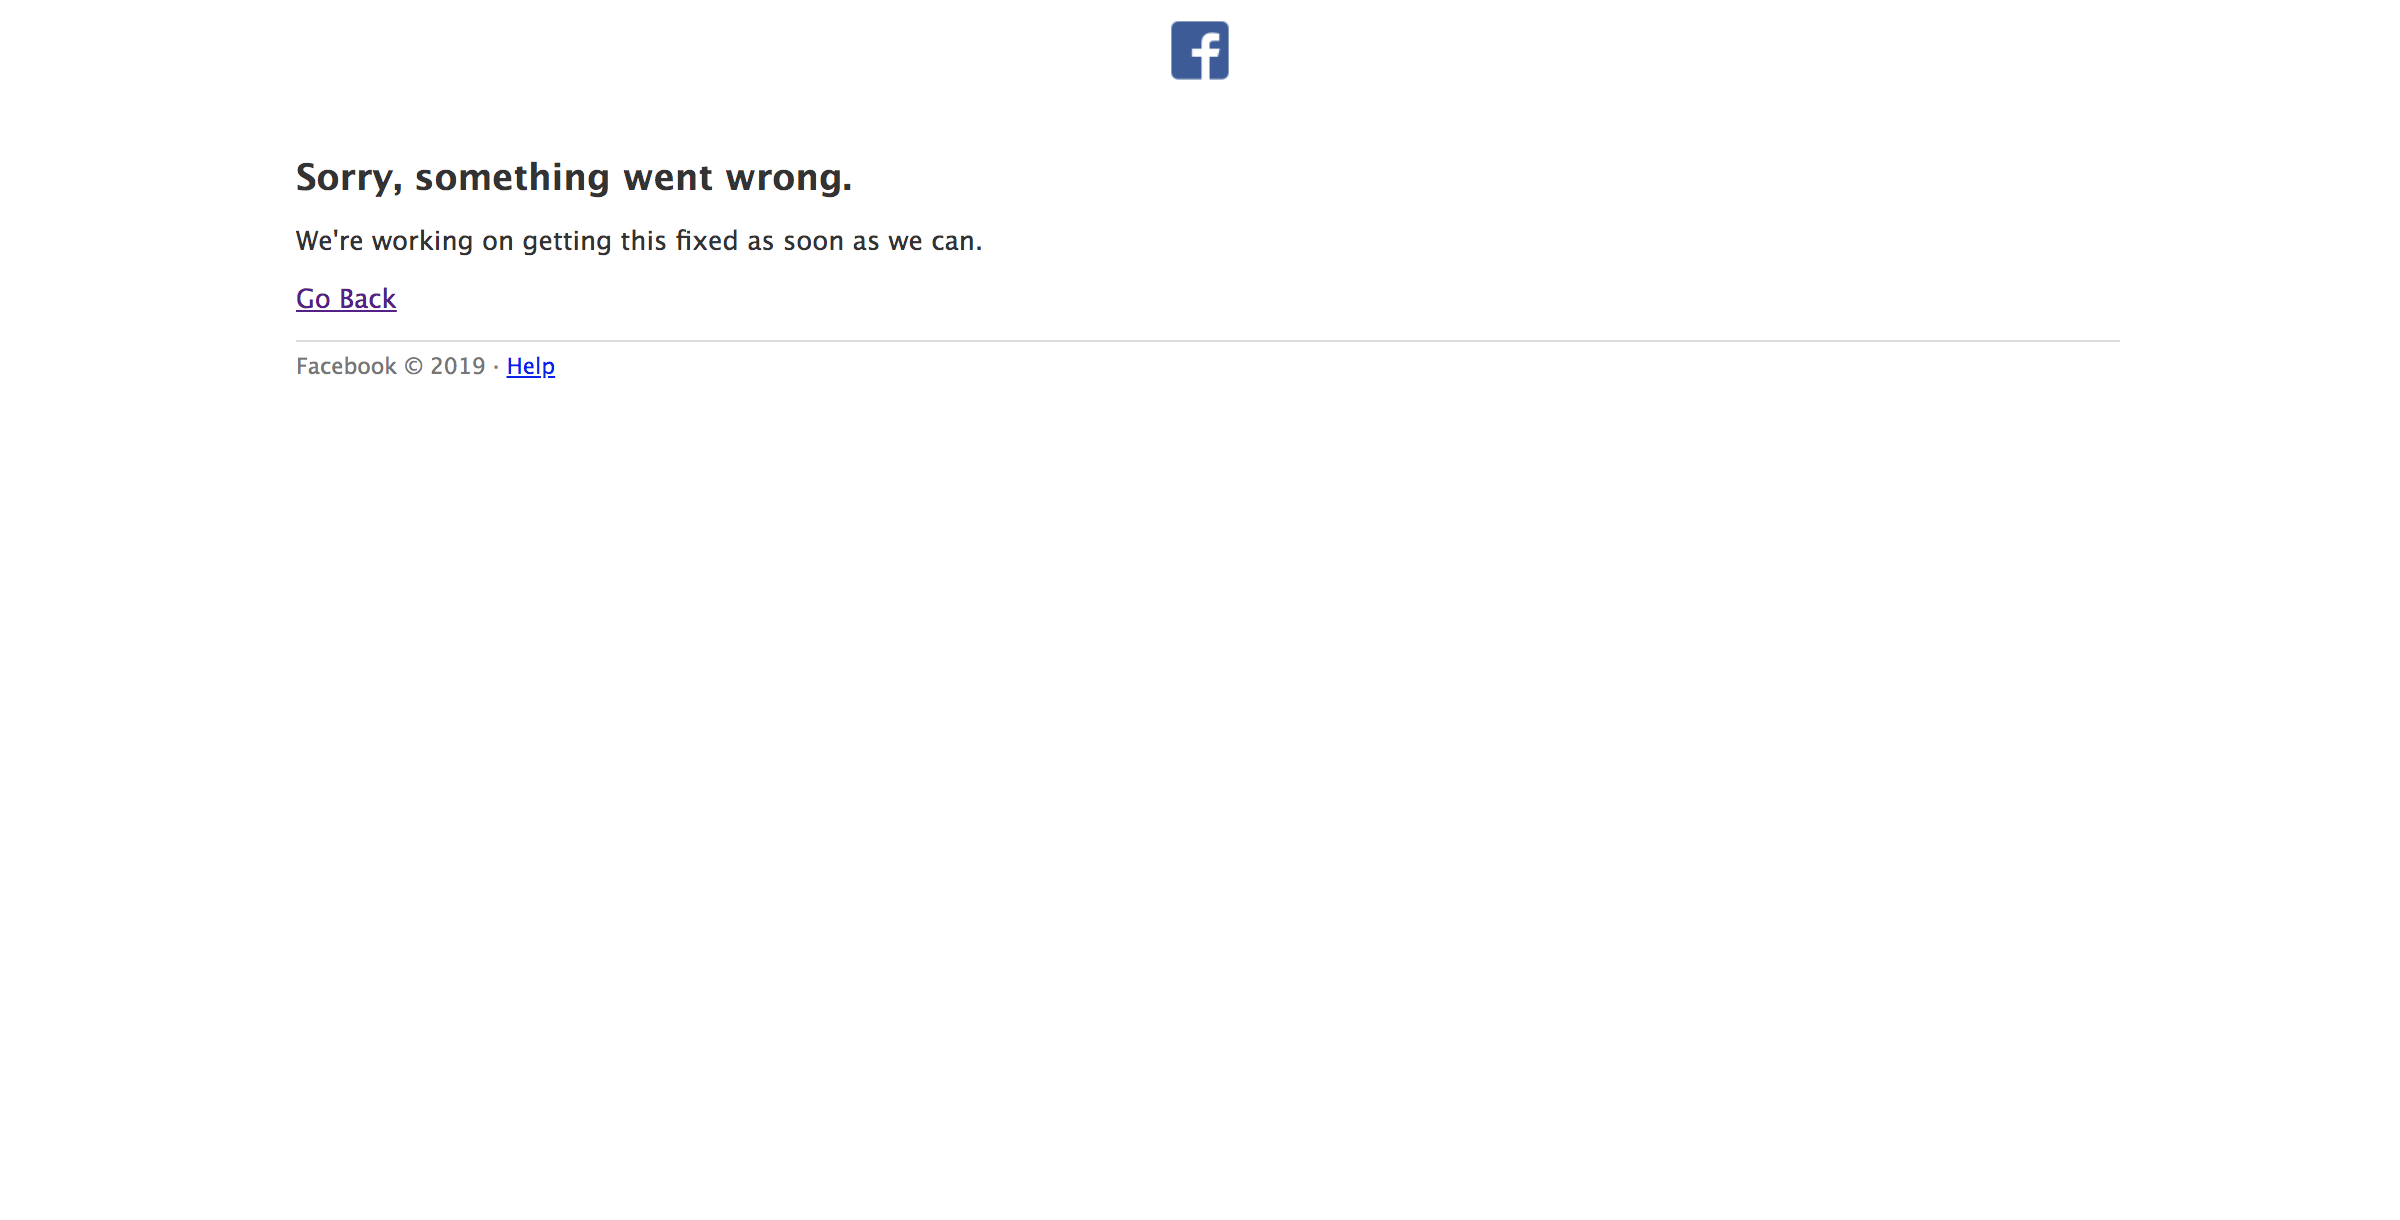 Sorry, something went wrong.
We're working on getting this fixed as soon as we can.
Go Back
Facebook © 2019 · Help